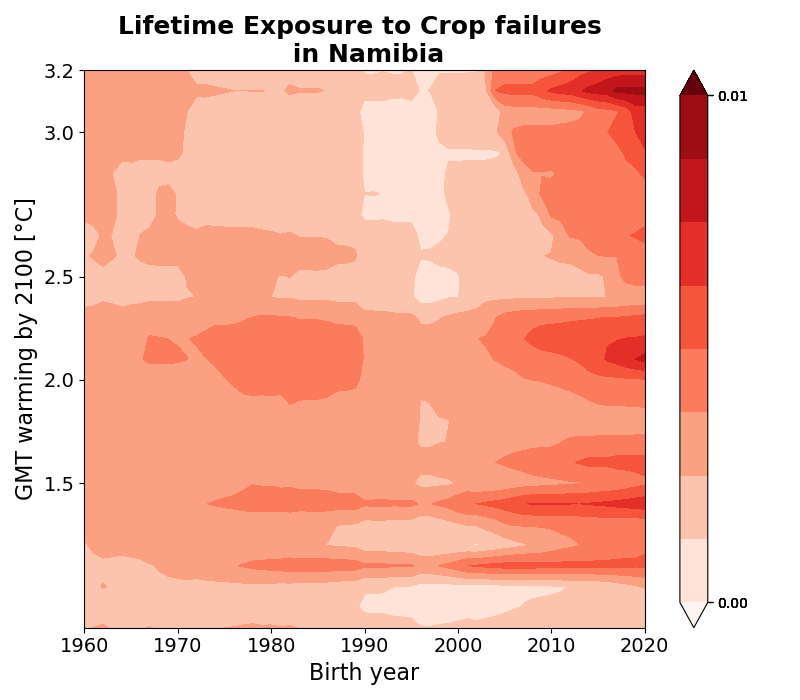 Lifetime Exposure to Crop failures
in Namibia
3.2
3.0
2.5
2.0
1.5
GMT warming by 2100 [°C]
1960 1970 1980 1990 2000 2010 2020
Birth year
0.01
0.00